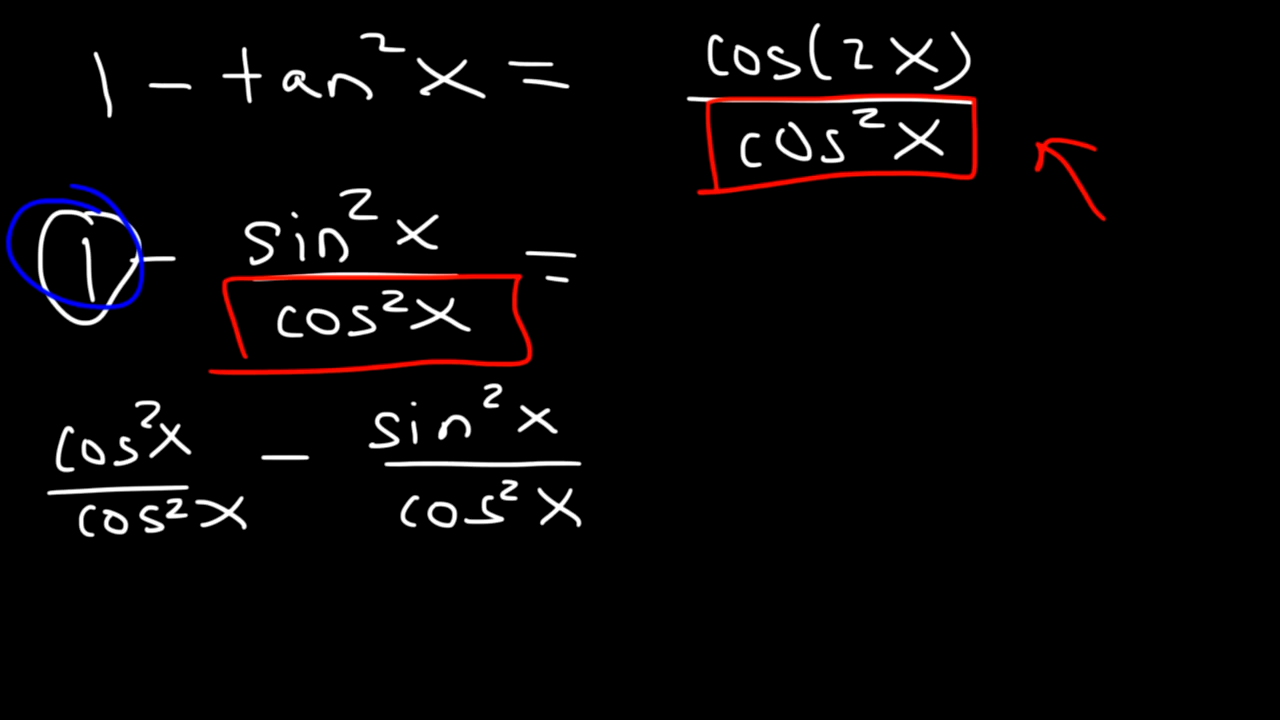 1 - tan²x = cos(2x) / cos²x
1 - sin²x / cos²x =
cos²x / cos²x - sin²x / cos²x